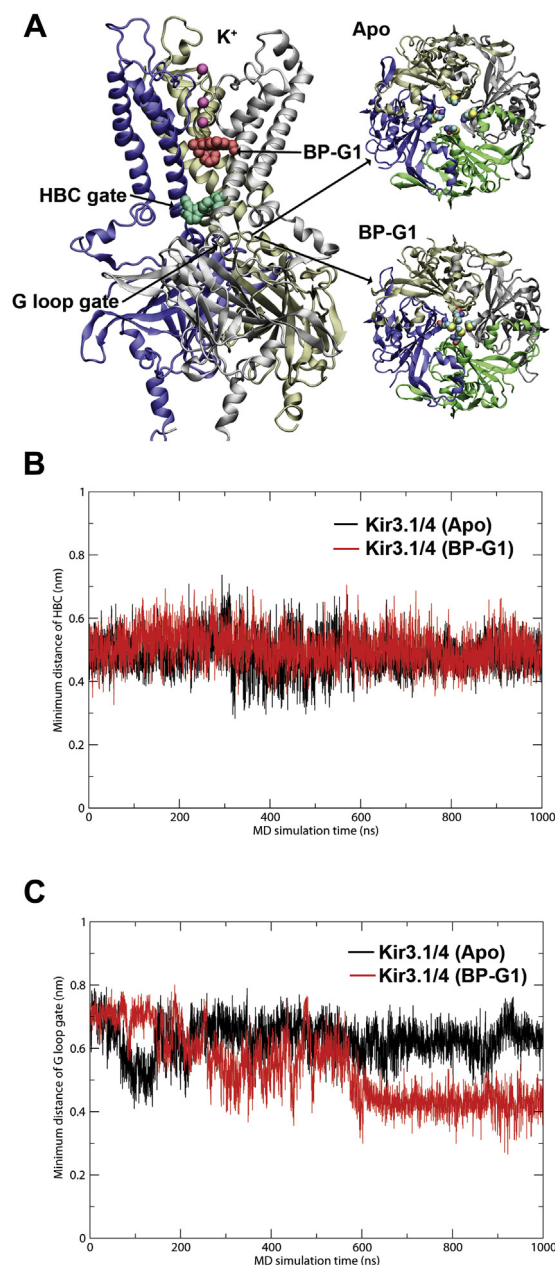 A
K+
Apo
BP-G1
HBC gate
BP-G1
G loop gate
B
1
Kir3.1/4 (Apo)
Kir3.1/4 (BP-G1)
0.8
0.6
0.4
0.2
0
Minimum distance of HBC (nm)
0 200 400 600 800 1000
MD simulation time (ns)
C
1
Kir3.1/4 (Apo)
Kir3.1/4 (BP-G1)
0.8
0.6
0.4
0.2
0
Minimum distance of G loop gate (nm)
0 200 400 600 800 1000
MD simulation time (ns)